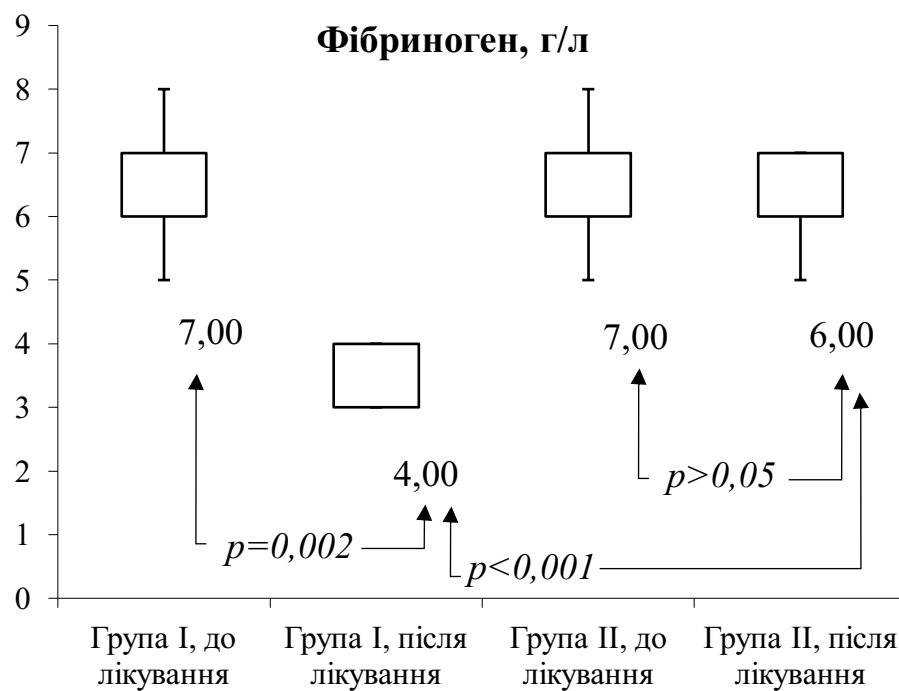 Фібриноген, г/л
9
8
7
6
5
4
3
2
1
0
7,00
4,00
7,00
6,00
p=0,002
p<0,001
p>0,05
Група I, до
лікування
Група I, після
лікування
Група II, до
лікування
Група II, після
лікування